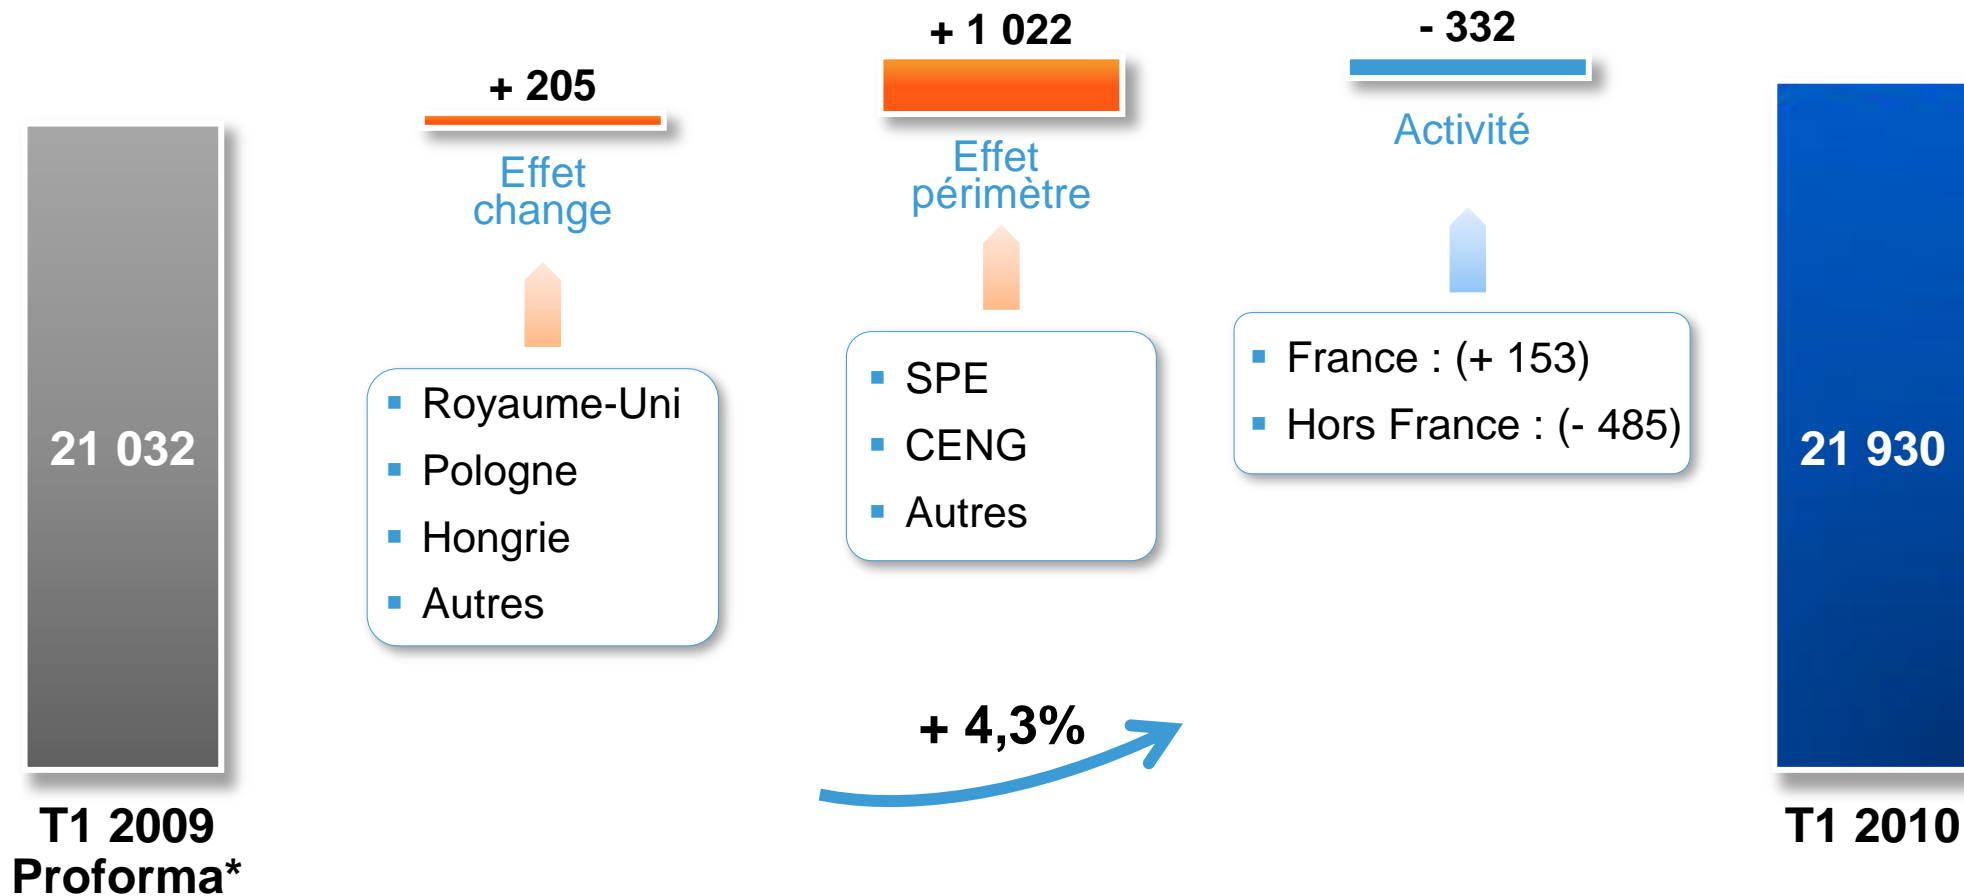 21 032
T1 2009
Proforma*
+ 205
Effet
change
Royaume-Uni
Pologne
Hongrie
Autres
+ 1 022
Effet
périmètre
SPE
CENG
Autres
- 332
Activité
France : (+ 153)
Hors France : (- 485)
+ 4,3%
21 930
T1 2010